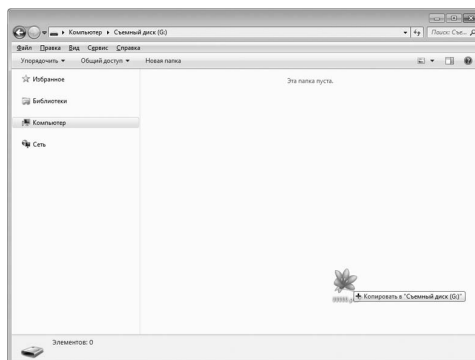 Компьютер ▸ Съемный диск (G:)
Поиск: Съе...
Файл Правка Вид Сервис Справка
Упорядочить Общий доступ Новая папка
Избранное
Эта папка пуста.
Библиотеки
Компьютер
Сеть
Копировать в "Съемный диск (G:)"
Элементов: 0